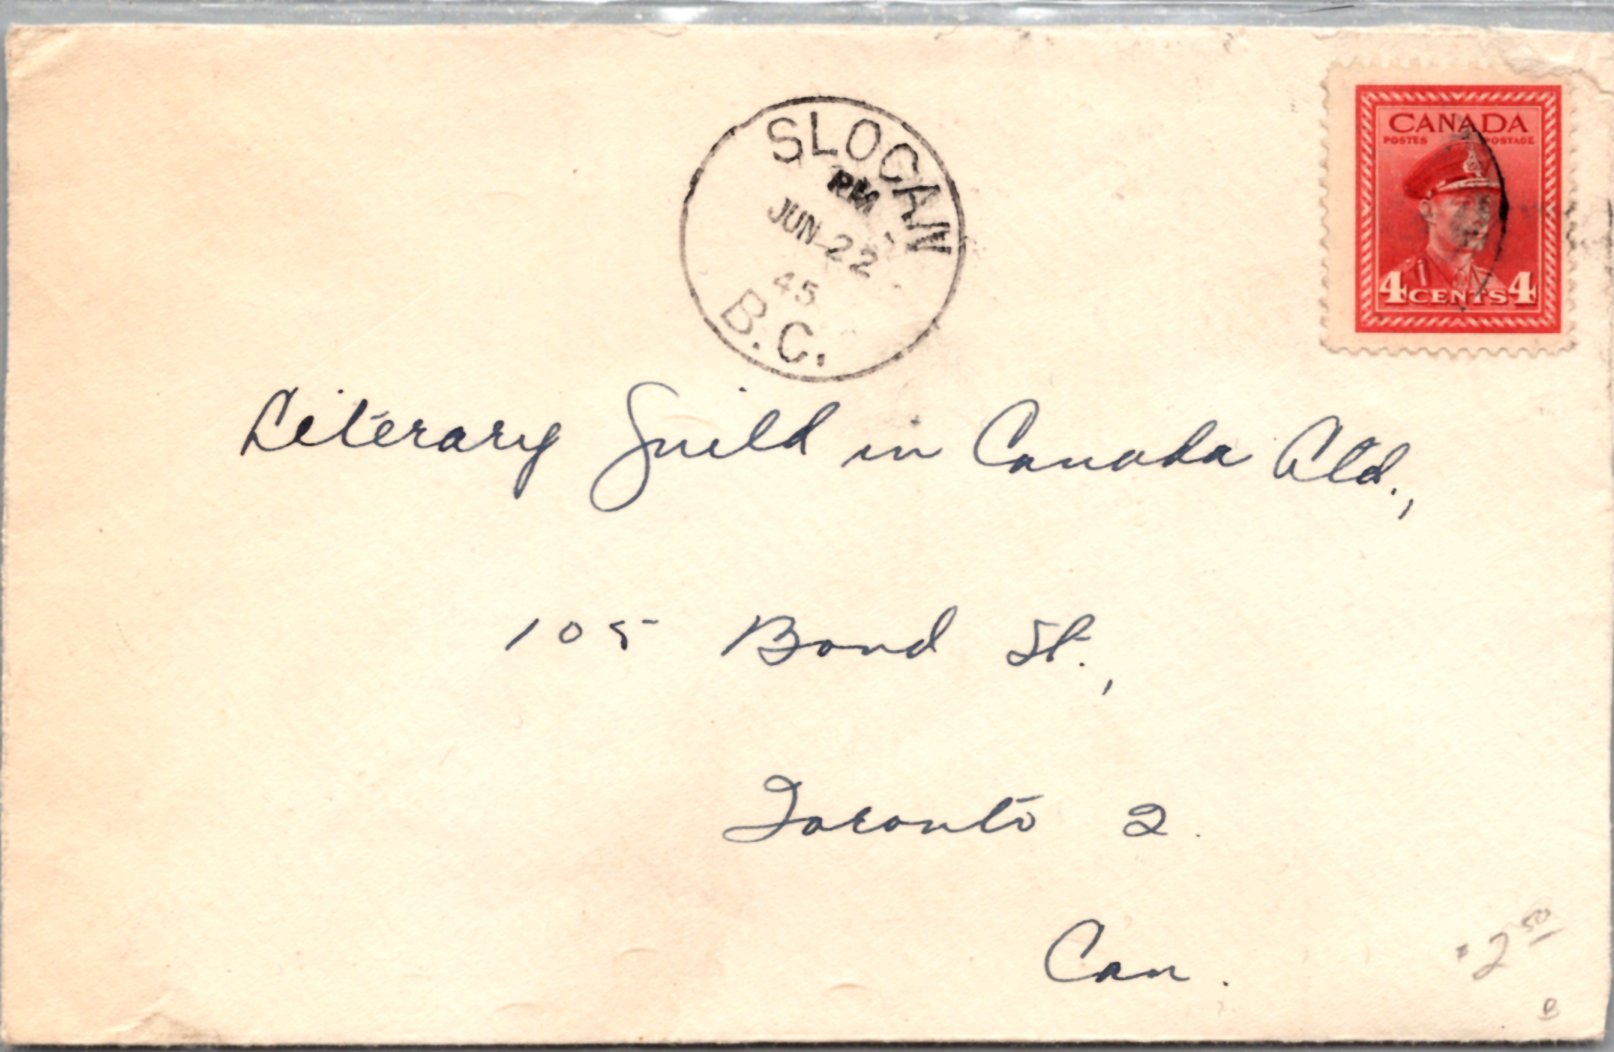 SLOCAN
PM
JUN 22
45
B.C.
CANADA
POSTES POSTAGE
4 CENTS 4
Literary Guild in Canada Ltd.,
105 Bond St.,
Toronto 2.
Can.
$2.50
e